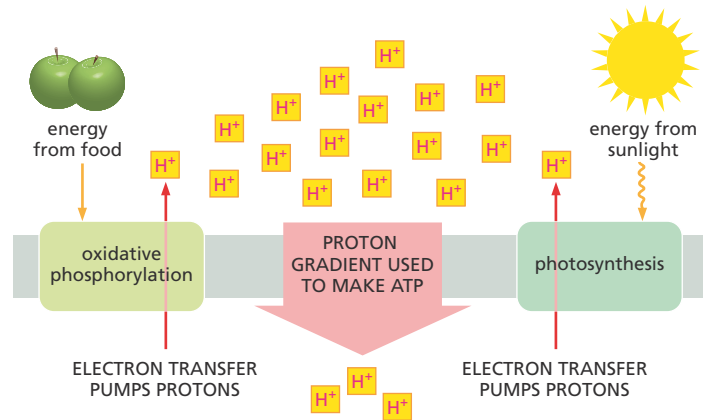 H+
H+
H+
H+
H+
H+
H+
energy
from food
energy from
sunlight
H+
H+
H+
H+
H+
H+
H+
H+
H+
H+
oxidative
phosphorylation
PROTON
GRADIENT USED
TO MAKE ATP
photosynthesis
ELECTRON TRANSFER
PUMPS PROTONS
H+
H+
H+
ELECTRON TRANSFER
PUMPS PROTONS